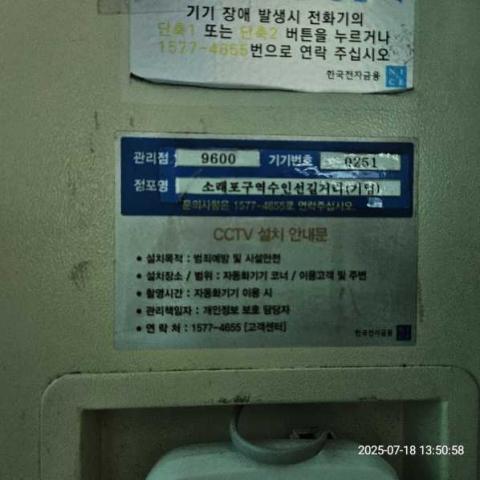 기기 장애 발생시 전화기의
단축1 또는 단축2 버튼을 누르거나
1577-4655번으로 연락 주십시오
한국전자금융 NICE
관리점 9600 기기번호 0251
점포명 소래포구역수인선길거리(기업)
문의사항은 1577-4655로 연락주십시오.
CCTV 설치 안내문
• 설치목적 : 범죄예방 및 시설안전
• 설치장소 / 범위 : 자동화기기 코너 / 이용고객 및 주변
• 촬영시간 : 자동화기기 이용 시
• 관리책임자 : 개인정보 보호 담당자
• 연 락 처 : 1577-4655 [고객센터]
한국전자금융
2025-07-18 13:50:58